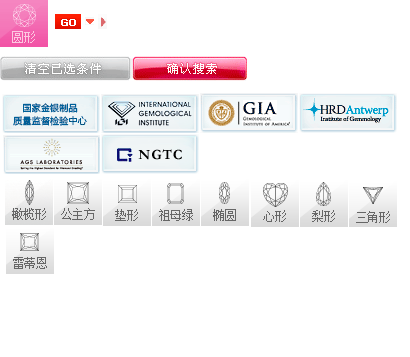 圆形
GO
清空已选条件
确认搜索
国家金银制品
质量监督检验中心
INTERNATIONAL
GEMOLOGICAL
INSTITUTE
GIA
GEMOLOGICAL
INSTITUTE OF AMERICA
HRDAntwerp
Institute of Gemmology
AGS LABORATORIES
NGTC
橄榄形
公主方
垫形
祖母绿
椭圆
心形
梨形
三角形
雷蒂恩